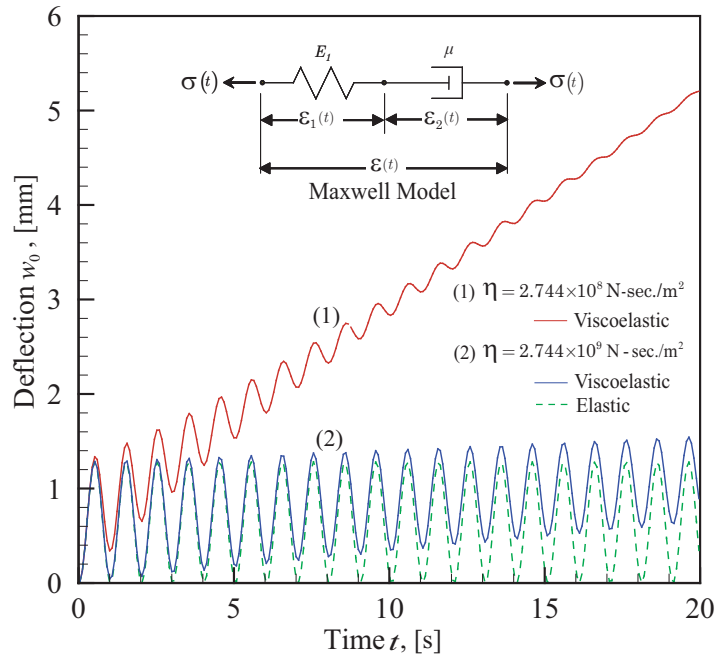 6
5
4
3
2
1
0
0
5
10
15
20
Deflection w₀, [mm]
Time t, [s]
E₁
μ
σ(t)
σ(t)
ε₁(t)
ε₂(t)
ε(t)
Maxwell Model
(1)
(2)
(1) η = 2.744×10⁸ N-sec./m²
Viscoelastic
(2) η = 2.744×10⁹ N - sec./m²
Viscoelastic
Elastic